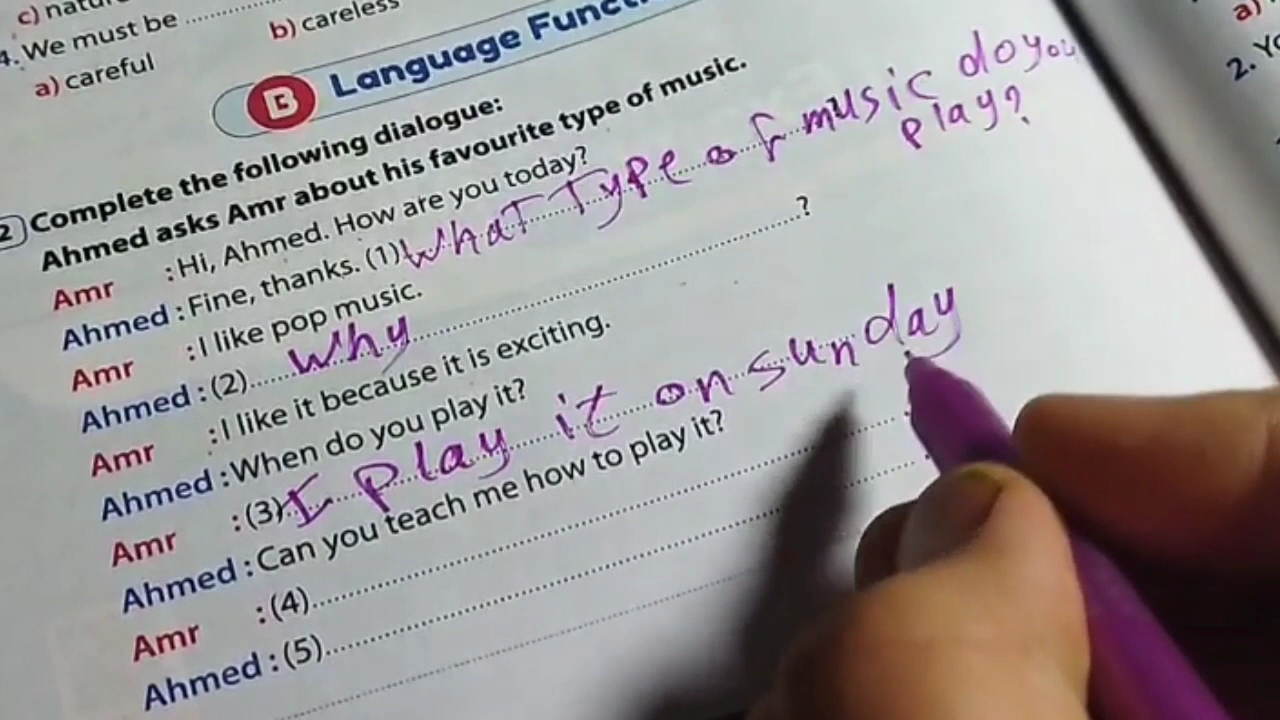 c) natu
4. We must be ..........
a) careful
b) careless
B Language Func
2 Complete the following dialogue:
Ahmed asks Amr about his favourite type of music.
Amr : Hi, Ahmed. How are you today?
Ahmed : Fine, thanks. (1) What Type of music do you play? ?
Amr : I like pop music.
Ahmed : (2) Why
Amr : I like it because it is exciting.
Ahmed : When do you play it?
Amr : (3) I play it on sunday
Ahmed : Can you teach me how to play it?
Amr : (4)
Ahmed : (5)
a)
2. Yo